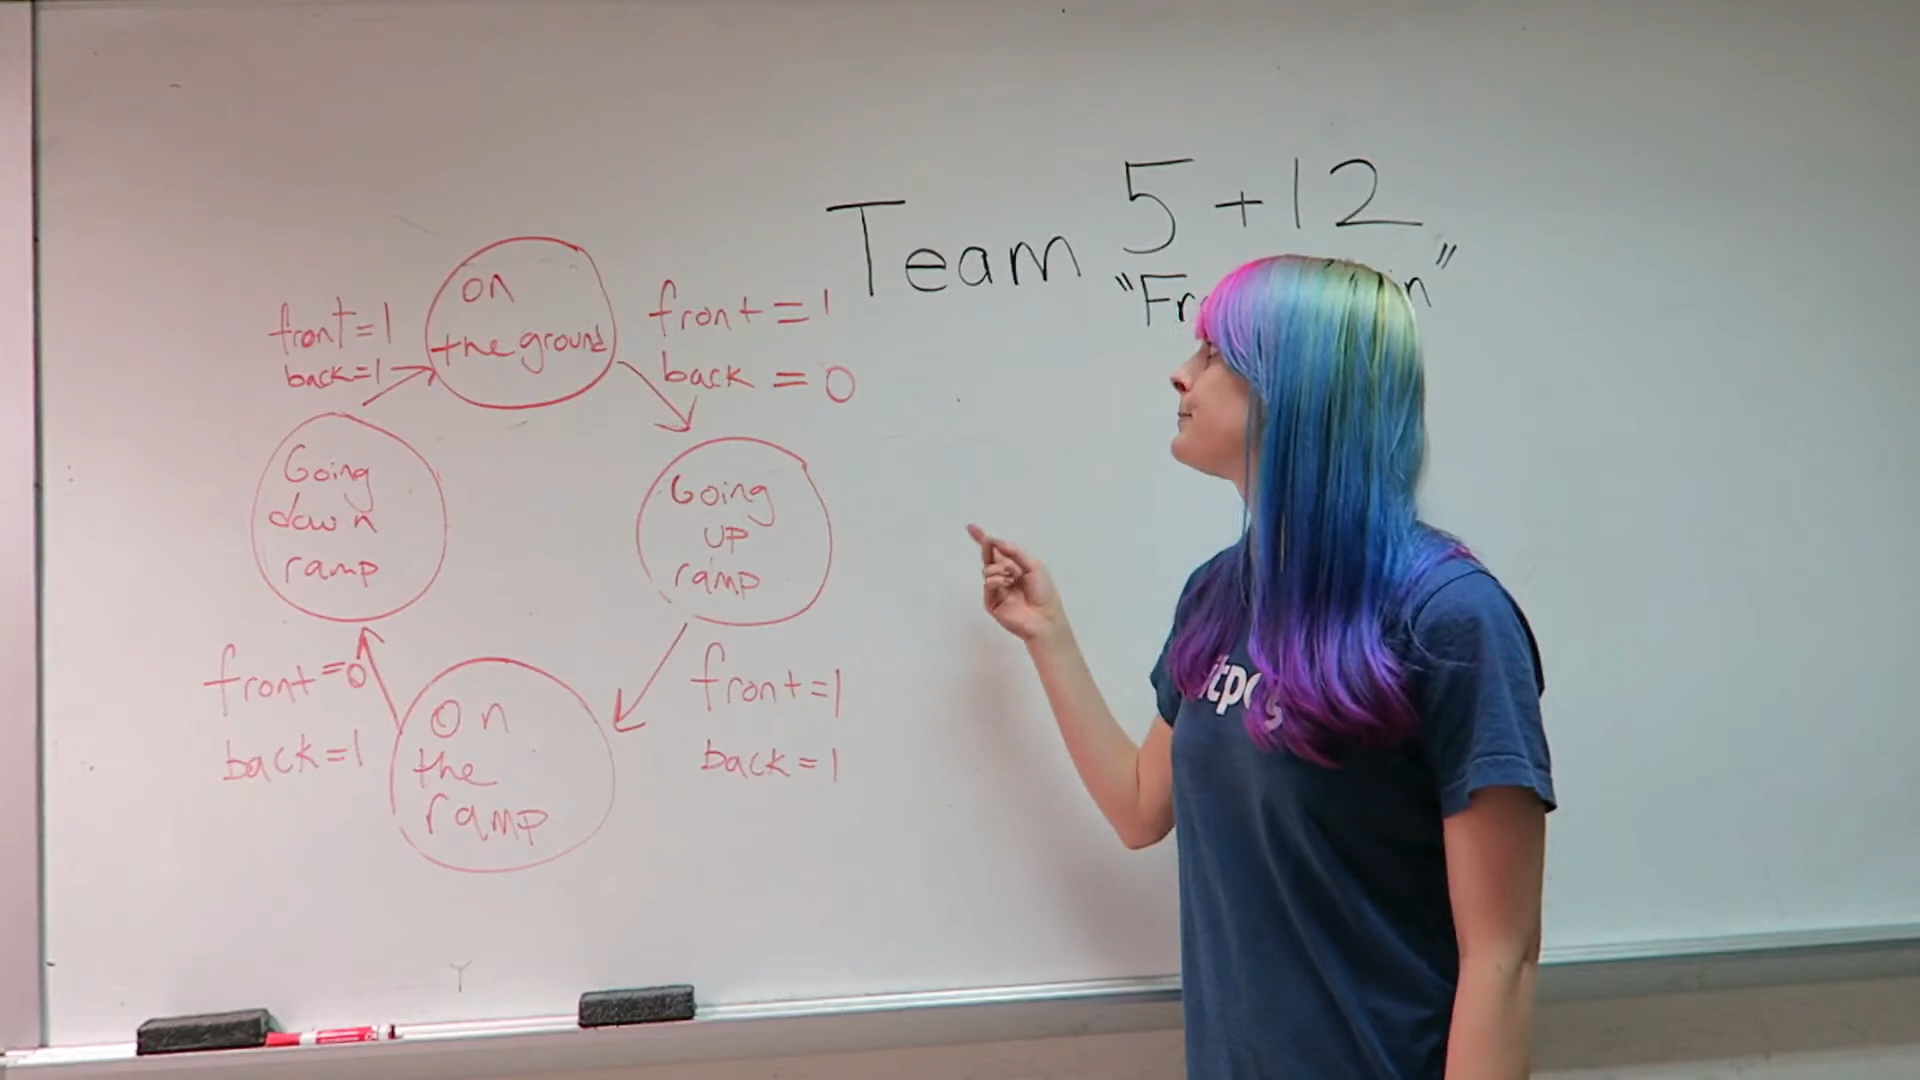 Team 5+12
on
the ground
front=1
back=1
front=1
back=0
Going
down
ramp
Going
up
ramp
front=0
back=1
front=1
back=1
On
the
ramp